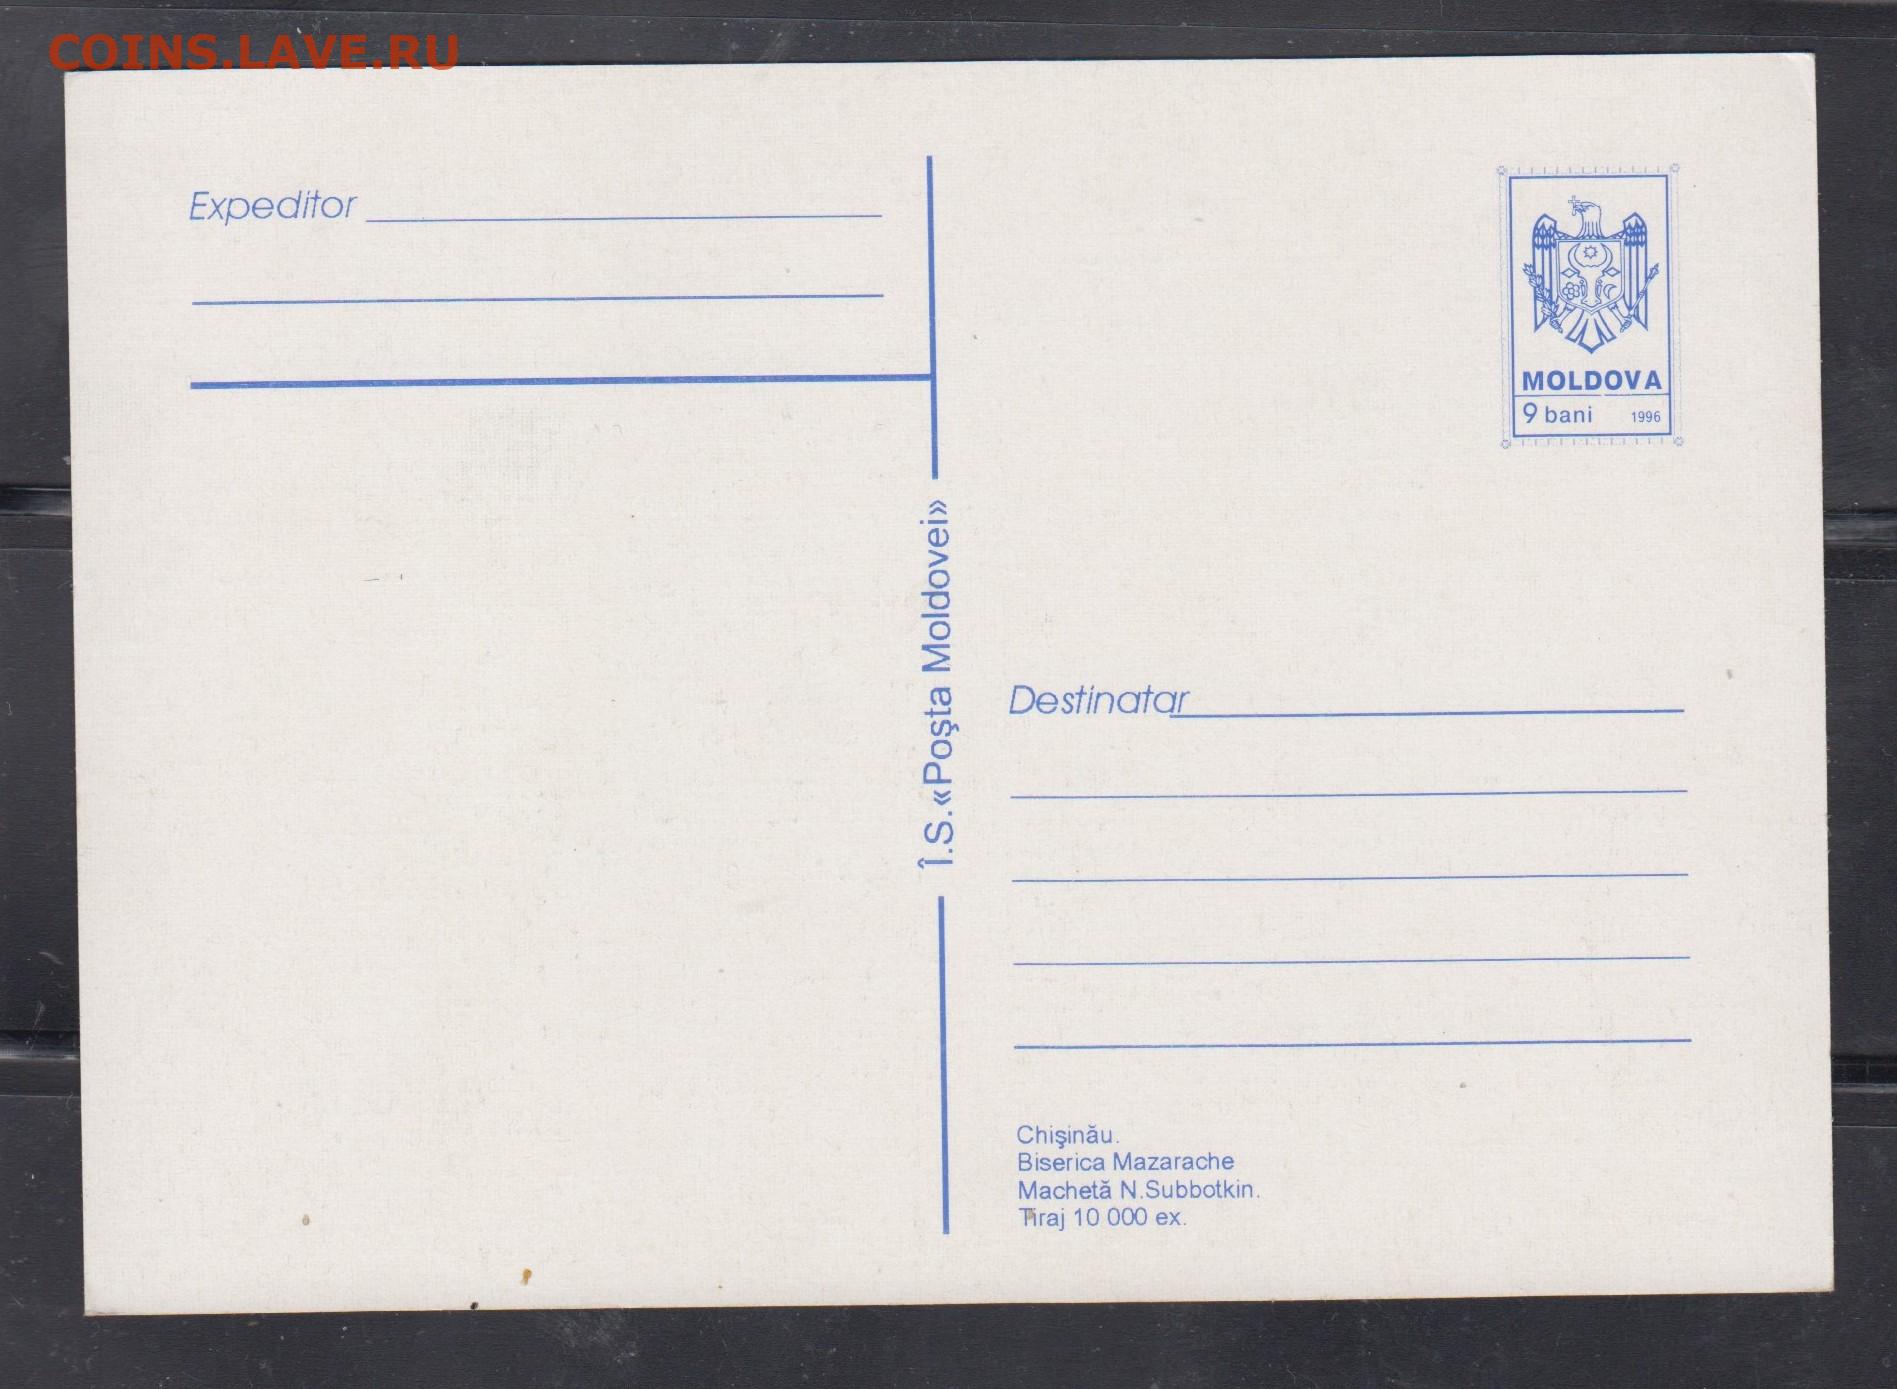 COINS.LAVE.RU
Expeditor
MOLDOVA
9 bani 1996
Î.S.«Poşta Moldovei»
Destinatar
Chişinău.
Biserica Mazarache
Machetă N.Subbotkin.
Tiraj 10 000 ex.